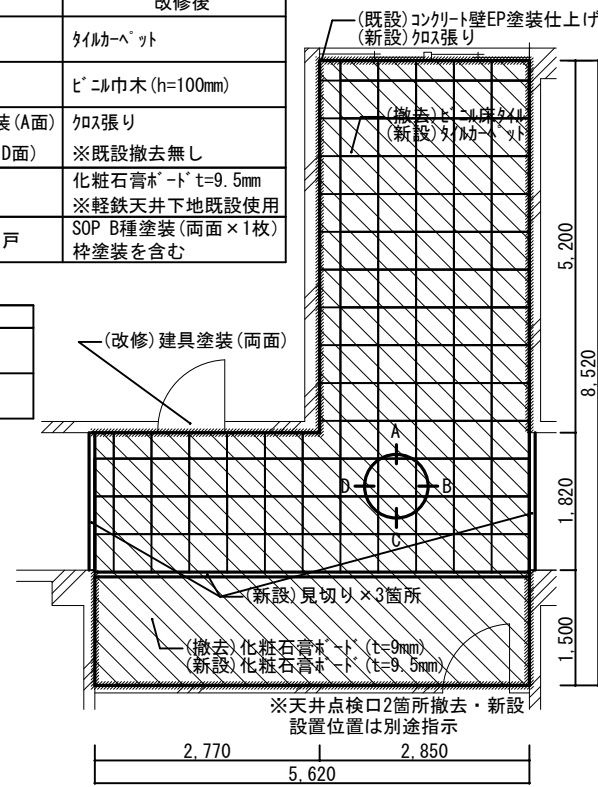 改修後
タイルカーペット
ビニル巾木(h=100mm)
装(A面) クロス張り
D面) ※既設撤去無し
化粧石膏ボードt=9.5mm
※軽鉄天井下地既設使用
戸 SOP B種塗装(両面×1枚)
枠塗装を含む
(既設)コンクリート壁EP塗装仕上げ
(新設)クロス張り
(撤去)ビニル床タイル
(新設)タイルカーペット
(改修)建具塗装(両面)
A
D
B
C
(新設)見切り×3箇所
(撤去)化粧石膏ボード(t=9mm)
(新設)化粧石膏ボード(t=9.5mm)
※天井点検口2箇所撤去・新設
設置位置は別途指示
5,200
8,520
1,820
1,500
2,770
2,850
5,620